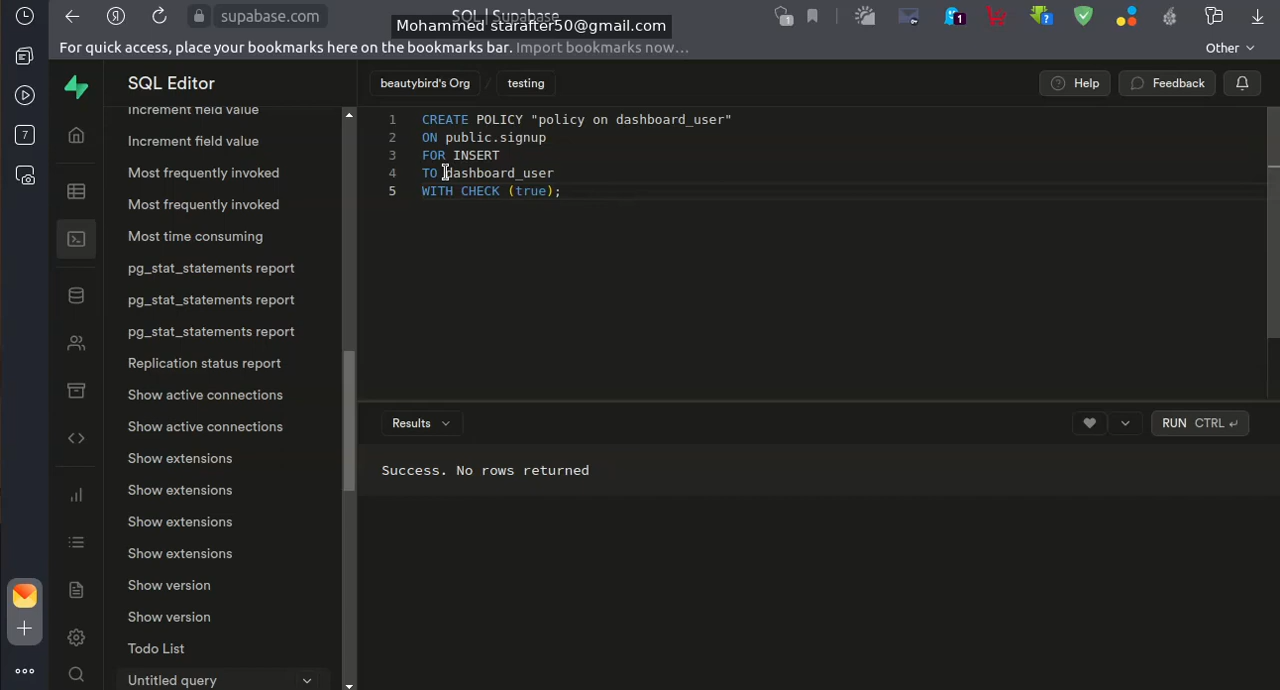 supabase.com
SQL | Supabase
Mohammed starafter50@gmail.com
1
1
?
For quick access, place your bookmarks here on the bookmarks bar. Import bookmarks now...
Other
7
SQL Editor
beautybird's Org / testing
Help
Feedback
Increment field value
Increment field value
Most frequently invoked
Most frequently invoked
Most time consuming
pg_stat_statements report
pg_stat_statements report
pg_stat_statements report
Replication status report
Show active connections
Show active connections
Show extensions
Show extensions
Show extensions
Show extensions
Show version
Show version
Todo List
Untitled query
1 CREATE POLICY "policy on dashboard_user"
2 ON public.signup
3 FOR INSERT
4 TO dashboard_user
5 WITH CHECK (true);
Results
RUN CTRL ↵
Success. No rows returned